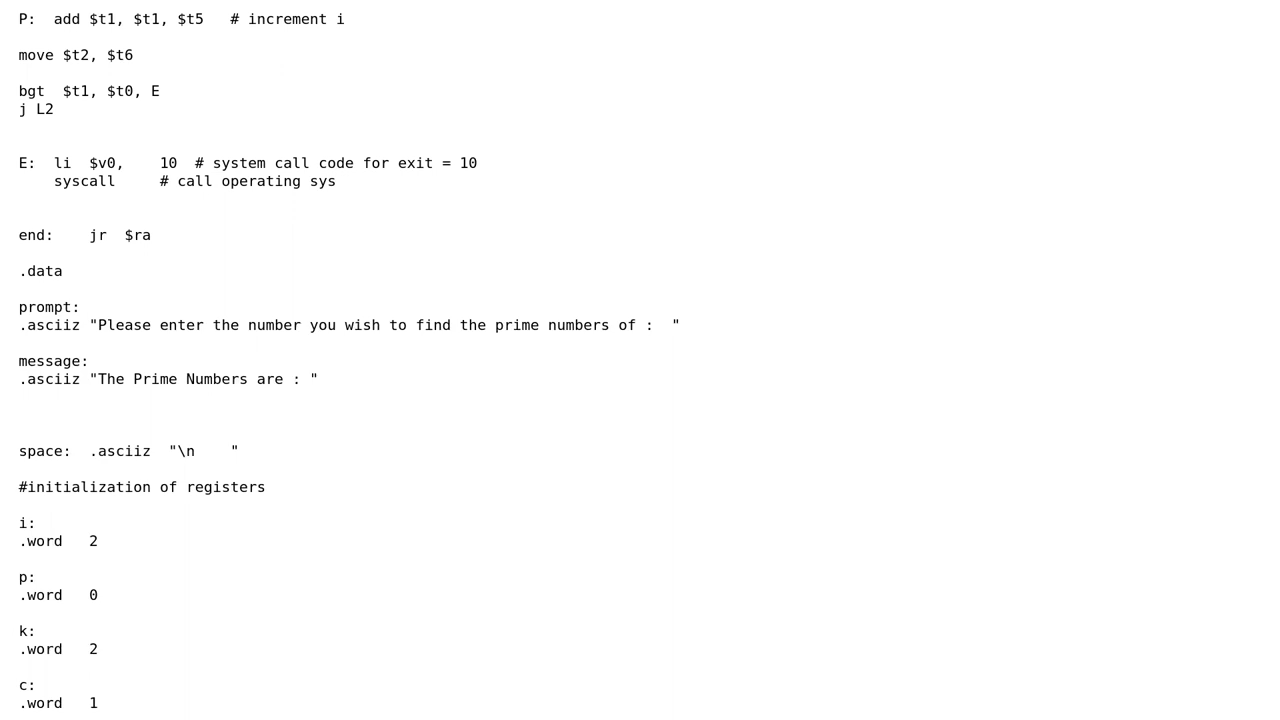 P:  add $t1, $t1, $t5   # increment i
move $t2, $t6
bgt  $t1, $t0, E
j L2
E:  li  $v0,    10  # system call code for exit = 10
    syscall     # call operating sys
end:    jr  $ra
.data
prompt:
.asciiz "Please enter the number you wish to find the prime numbers of :  "
message:
.asciiz "The Prime Numbers are : "
space:  .asciiz  "\n    "
#initialization of registers
i:
.word   2
p:
.word   0
k:
.word   2
c:
.word   1